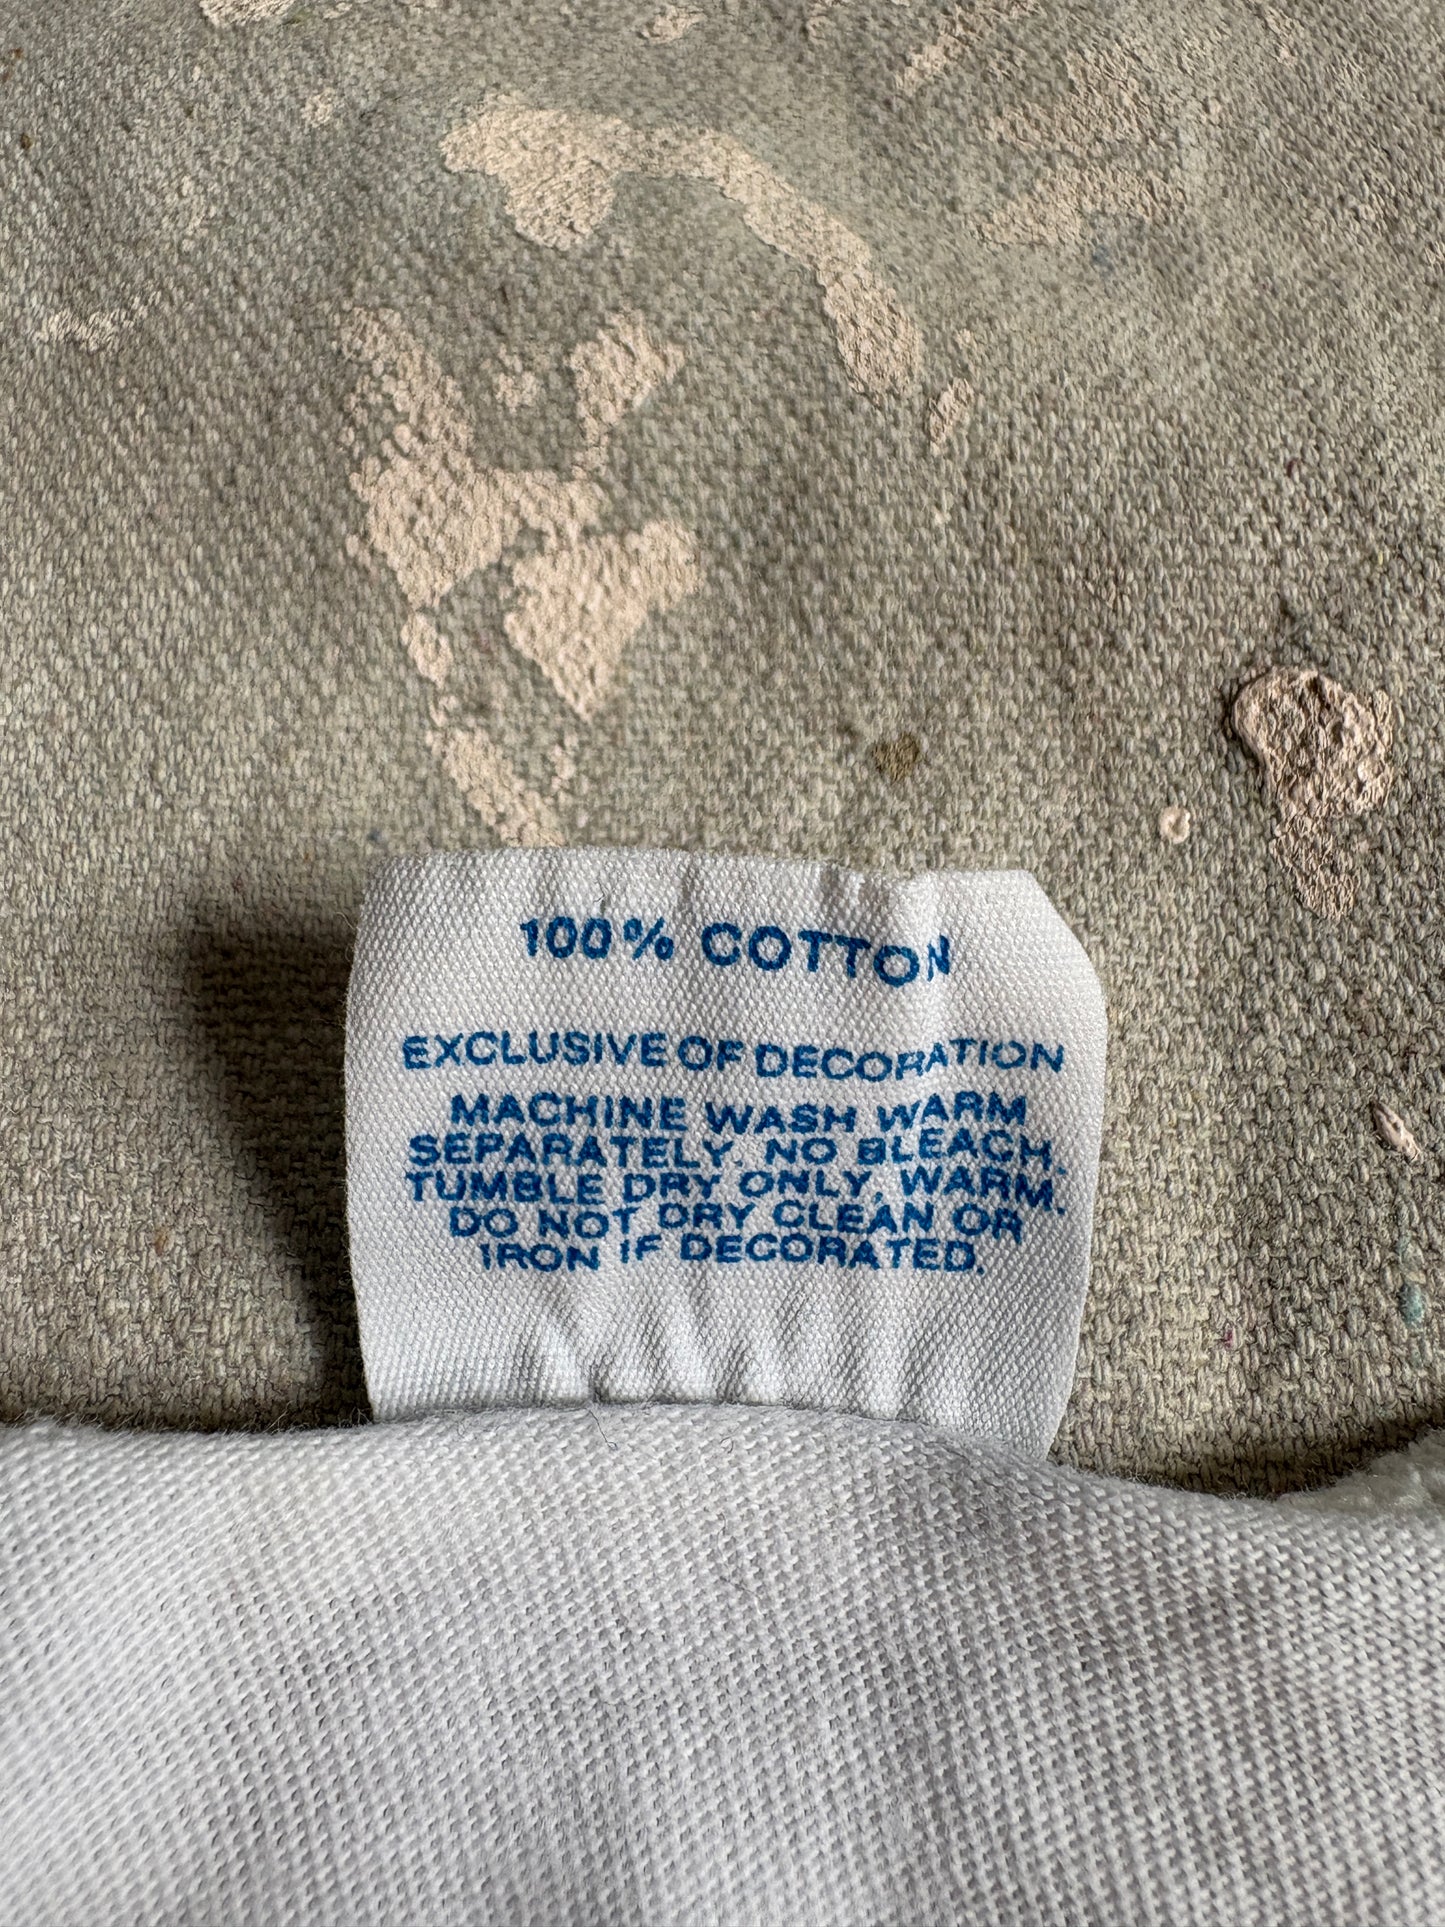 100% COTTON
EXCLUSIVE OF DECORATION
MACHINE WASH WARM
SEPARATELY. NO BLEACH.
TUMBLE DRY ONLY, WARM.
DO NOT DRY CLEAN OR
IRON IF DECORATED.